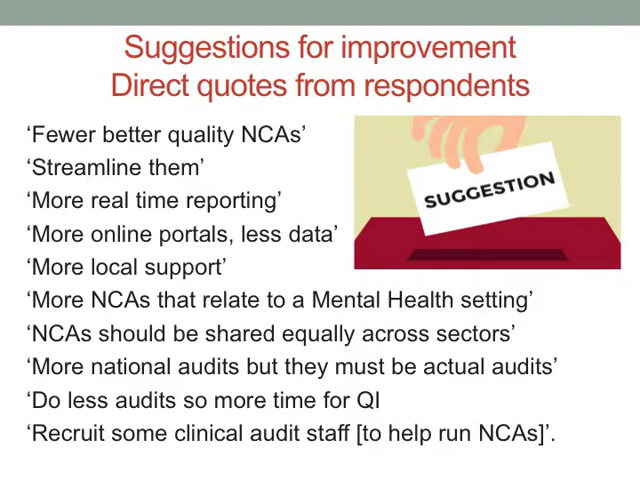 Suggestions for improvement
Direct quotes from respondents
‘Fewer better quality NCAs’
‘Streamline them’
‘More real time reporting’
‘More online portals, less data’
‘More local support’
SUGGESTION
‘More NCAs that relate to a Mental Health setting’
‘NCAs should be shared equally across sectors’
‘More national audits but they must be actual audits’
‘Do less audits so more time for QI
‘Recruit some clinical audit staff [to help run NCAs]’.